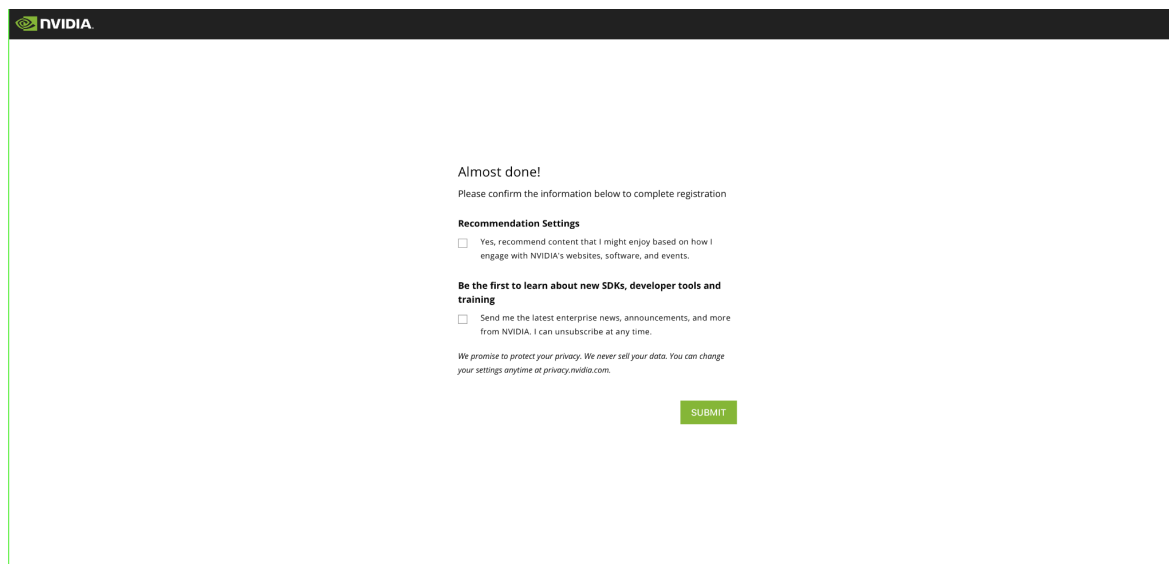 NVIDIA.
Almost done!
Please confirm the information below to complete registration
Recommendation Settings
Yes, recommend content that I might enjoy based on how I
engage with NVIDIA's websites, software, and events.
Be the first to learn about new SDKs, developer tools and
training
Send me the latest enterprise news, announcements, and more
from NVIDIA. I can unsubscribe at any time.
We promise to protect your privacy. We never sell your data. You can change
your settings anytime at privacy.nvidia.com.
SUBMIT